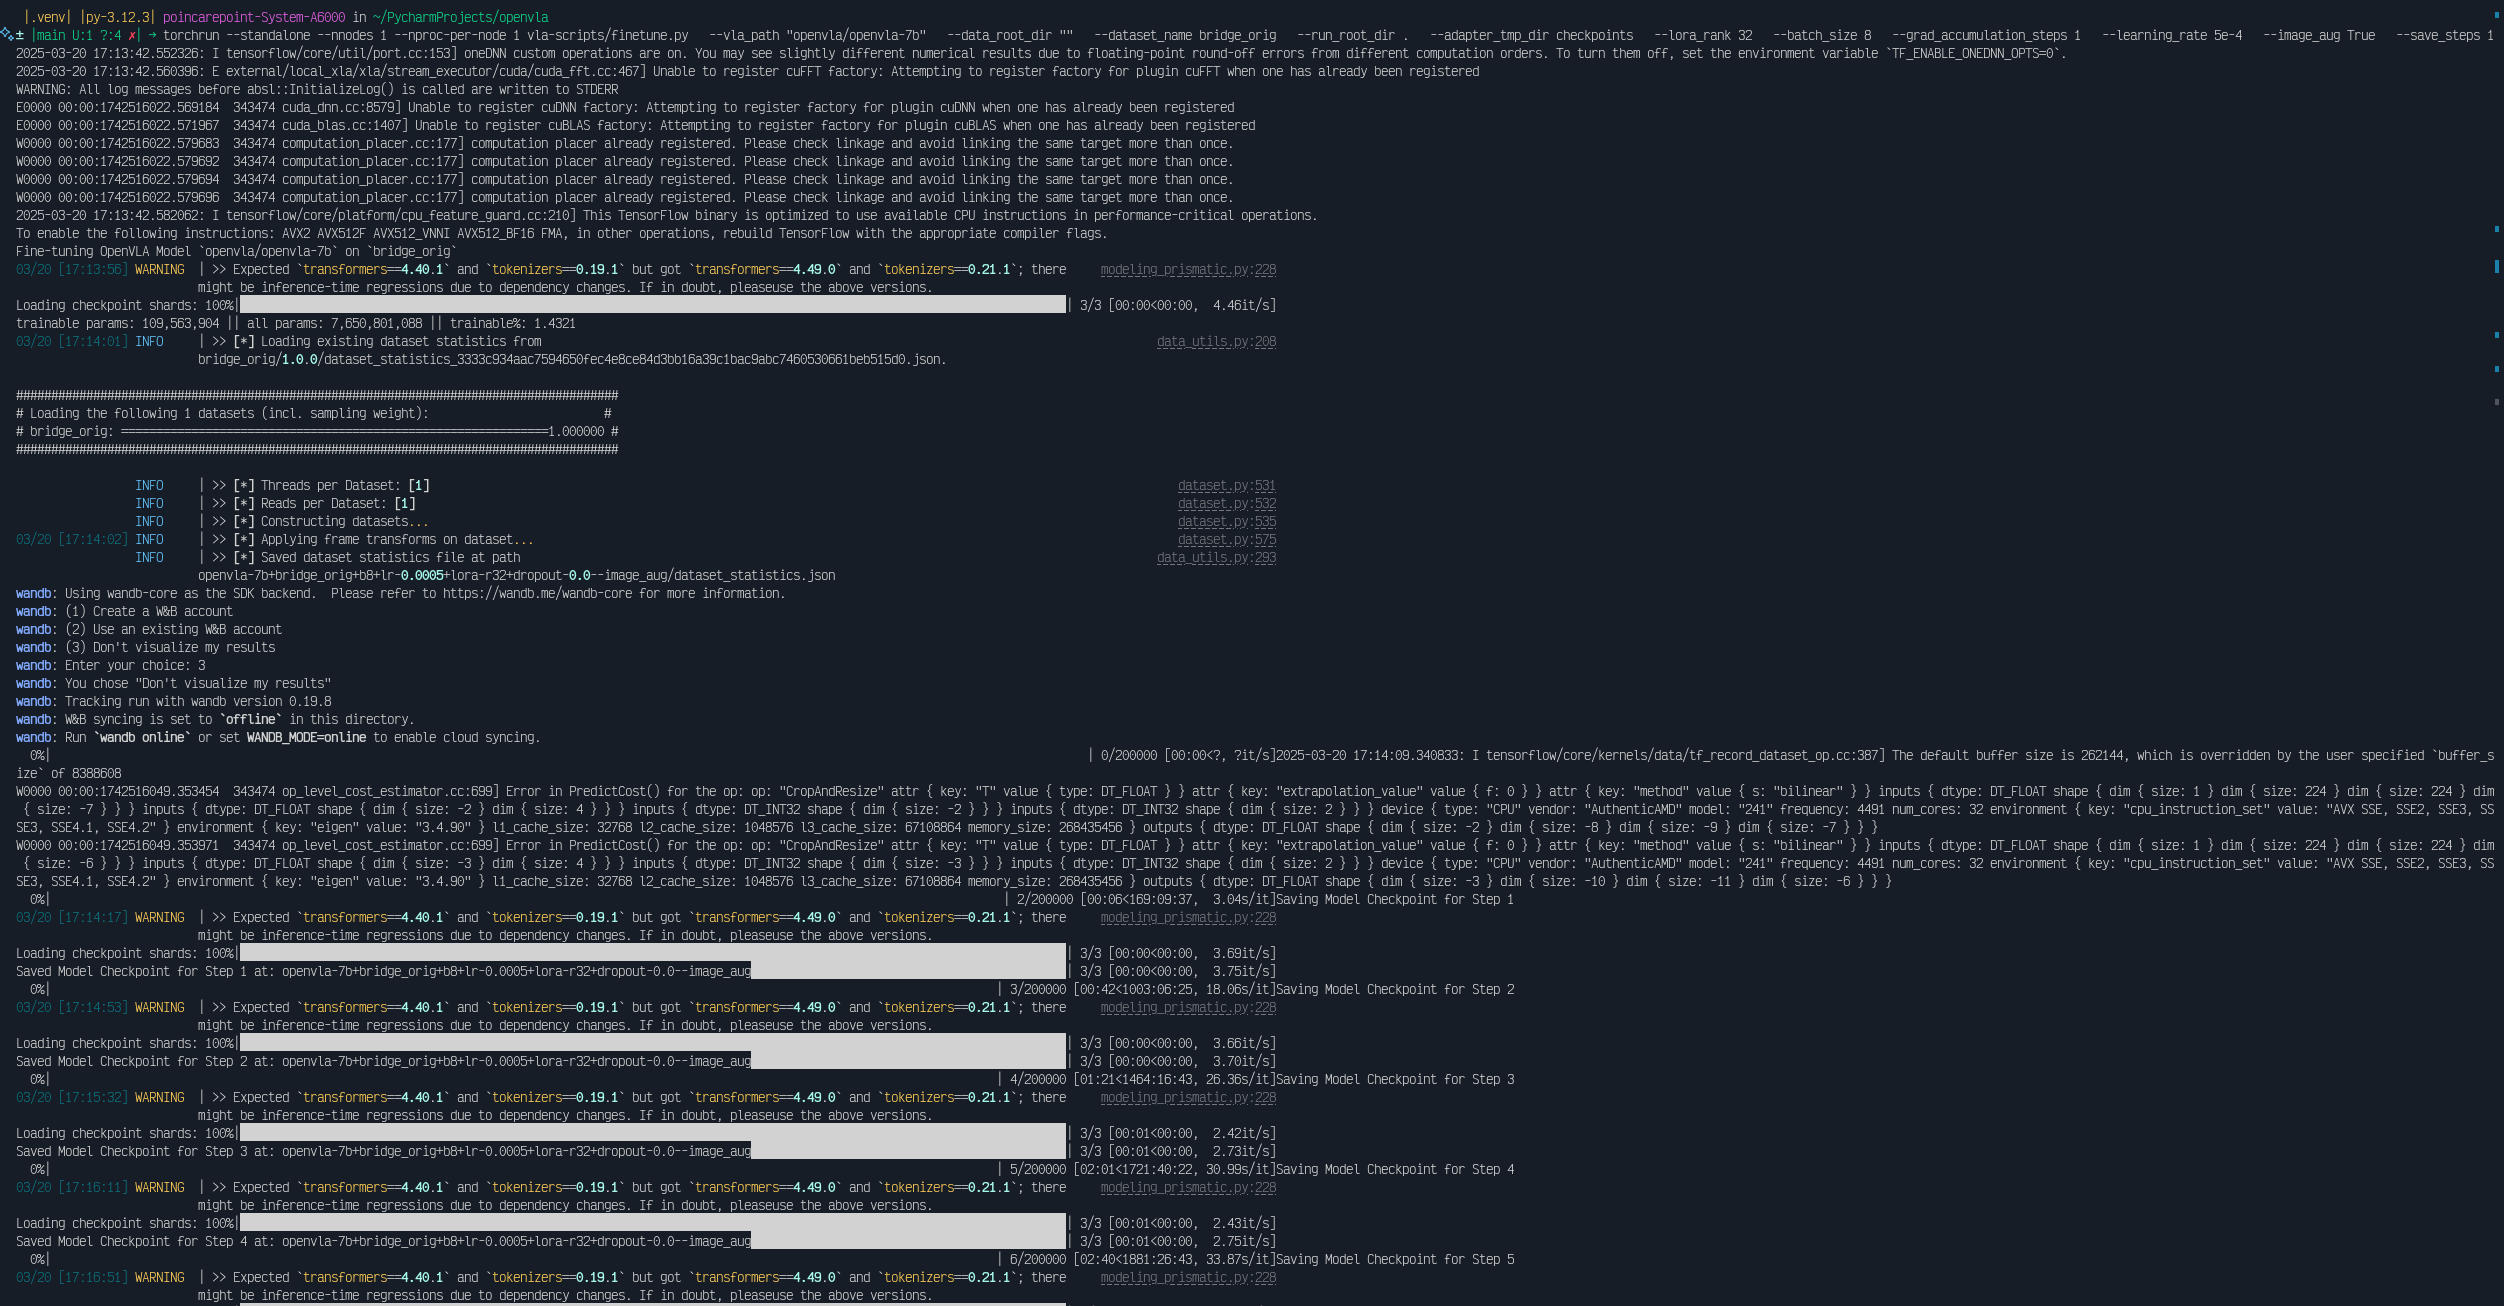 |.venv| |py-3.12.3| poincarepoint-System-A6000 in ~/PycharmProjects/openvla
± |main U:1 ?:4 ✗| → torchrun --standalone --nnodes 1 --nproc-per-node 1 vla-scripts/finetune.py   --vla_path "openvla/openvla-7b"   --data_root_dir ""   --dataset_name bridge_orig   --run_root_dir .   --adapter_tmp_dir checkpoints   --lora_rank 32   --batch_size 8   --grad_accumulation_steps 1   --learning_rate 5e-4   --image_aug True   --save_steps 1
2025-03-20 17:13:42.552326: I tensorflow/core/util/port.cc:153] oneDNN custom operations are on. You may see slightly different numerical results due to floating-point round-off errors from different computation orders. To turn them off, set the environment variable `TF_ENABLE_ONEDNN_OPTS=0`.
2025-03-20 17:13:42.560396: E external/local_xla/xla/stream_executor/cuda/cuda_fft.cc:467] Unable to register cuFFT factory: Attempting to register factory for plugin cuFFT when one has already been registered
WARNING: All log messages before absl::InitializeLog() is called are written to STDERR
E0000 00:00:1742516022.569184  343474 cuda_dnn.cc:8579] Unable to register cuDNN factory: Attempting to register factory for plugin cuDNN when one has already been registered
E0000 00:00:1742516022.571967  343474 cuda_blas.cc:1407] Unable to register cuBLAS factory: Attempting to register factory for plugin cuBLAS when one has already been registered
W0000 00:00:1742516022.579683  343474 computation_placer.cc:177] computation placer already registered. Please check linkage and avoid linking the same target more than once.
W0000 00:00:1742516022.579692  343474 computation_placer.cc:177] computation placer already registered. Please check linkage and avoid linking the same target more than once.
W0000 00:00:1742516022.579694  343474 computation_placer.cc:177] computation placer already registered. Please check linkage and avoid linking the same target more than once.
W0000 00:00:1742516022.579696  343474 computation_placer.cc:177] computation placer already registered. Please check linkage and avoid linking the same target more than once.
2025-03-20 17:13:42.582062: I tensorflow/core/platform/cpu_feature_guard.cc:210] This TensorFlow binary is optimized to use available CPU instructions in performance-critical operations.
To enable the following instructions: AVX2 AVX512F AVX512_VNNI AVX512_BF16 FMA, in other operations, rebuild TensorFlow with the appropriate compiler flags.
Fine-tuning OpenVLA Model `openvla/openvla-7b` on `bridge_orig`
03/20 [17:13:56] WARNING  | >> Expected `transformers==4.40.1` and `tokenizers==0.19.1` but got `transformers==4.49.0` and `tokenizers==0.21.1`; there     modeling_prismatic.py:228
might be inference-time regressions due to dependency changes. If in doubt, pleaseuse the above versions.
Loading checkpoint shards: 100%| | 3/3 [00:00<00:00,  4.46it/s]
trainable params: 109,563,904 || all params: 7,650,801,088 || trainable%: 1.4321
03/20 [17:14:01] INFO     | >> [*] Loading existing dataset statistics from     data_utils.py:208
bridge_orig/1.0.0/dataset_statistics_3333c934aac7594650fec4e8ce84d3bb16a39c1bac9abc7460530661beb515d0.json.
######################################################################################
# Loading the following 1 datasets (incl. sampling weight):                         #
# bridge_orig: =============================================================1.000000 #
######################################################################################
INFO     | >> [*] Threads per Dataset: [1]     dataset.py:531
INFO     | >> [*] Reads per Dataset: [1]     dataset.py:532
INFO     | >> [*] Constructing datasets...     dataset.py:535
03/20 [17:14:02] INFO     | >> [*] Applying frame transforms on dataset...     dataset.py:575
INFO     | >> [*] Saved dataset statistics file at path     data_utils.py:293
openvla-7b+bridge_orig+b8+lr-0.0005+lora-r32+dropout-0.0--image_aug/dataset_statistics.json
wandb: Using wandb-core as the SDK backend.  Please refer to https://wandb.me/wandb-core for more information.
wandb: (1) Create a W&B account
wandb: (2) Use an existing W&B account
wandb: (3) Don't visualize my results
wandb: Enter your choice: 3
wandb: You chose "Don't visualize my results"
wandb: Tracking run with wandb version 0.19.8
wandb: W&B syncing is set to `offline` in this directory.
wandb: Run `wandb online` or set WANDB_MODE=online to enable cloud syncing.
0%| | 0/200000 [00:00<?, ?it/s]2025-03-20 17:14:09.340833: I tensorflow/core/kernels/data/tf_record_dataset_op.cc:387] The default buffer size is 262144, which is overridden by the user specified `buffer_s
ize` of 8388608
W0000 00:00:1742516049.353454  343474 op_level_cost_estimator.cc:699] Error in PredictCost() for the op: op: "CropAndResize" attr { key: "T" value { type: DT_FLOAT } } attr { key: "extrapolation_value" value { f: 0 } } attr { key: "method" value { s: "bilinear" } } inputs { dtype: DT_FLOAT shape { dim { size: 1 } dim { size: 224 } dim { size: 224 } dim
{ size: -7 } } } inputs { dtype: DT_FLOAT shape { dim { size: -2 } dim { size: 4 } } } inputs { dtype: DT_INT32 shape { dim { size: -2 } } } inputs { dtype: DT_INT32 shape { dim { size: 2 } } } device { type: "CPU" vendor: "AuthenticAMD" model: "241" frequency: 4491 num_cores: 32 environment { key: "cpu_instruction_set" value: "AVX SSE, SSE2, SSE3, SS
SE3, SSE4.1, SSE4.2" } environment { key: "eigen" value: "3.4.90" } l1_cache_size: 32768 l2_cache_size: 1048576 l3_cache_size: 67108864 memory_size: 268435456 } outputs { dtype: DT_FLOAT shape { dim { size: -2 } dim { size: -8 } dim { size: -9 } dim { size: -7 } } }
W0000 00:00:1742516049.353971  343474 op_level_cost_estimator.cc:699] Error in PredictCost() for the op: op: "CropAndResize" attr { key: "T" value { type: DT_FLOAT } } attr { key: "extrapolation_value" value { f: 0 } } attr { key: "method" value { s: "bilinear" } } inputs { dtype: DT_FLOAT shape { dim { size: 1 } dim { size: 224 } dim { size: 224 } dim
{ size: -6 } } } inputs { dtype: DT_FLOAT shape { dim { size: -3 } dim { size: 4 } } } inputs { dtype: DT_INT32 shape { dim { size: -3 } } } inputs { dtype: DT_INT32 shape { dim { size: 2 } } } device { type: "CPU" vendor: "AuthenticAMD" model: "241" frequency: 4491 num_cores: 32 environment { key: "cpu_instruction_set" value: "AVX SSE, SSE2, SSE3, SS
SE3, SSE4.1, SSE4.2" } environment { key: "eigen" value: "3.4.90" } l1_cache_size: 32768 l2_cache_size: 1048576 l3_cache_size: 67108864 memory_size: 268435456 } outputs { dtype: DT_FLOAT shape { dim { size: -3 } dim { size: -10 } dim { size: -11 } dim { size: -6 } } }
0%| | 2/200000 [00:06<169:09:37,  3.04s/it]Saving Model Checkpoint for Step 1
03/20 [17:14:17] WARNING  | >> Expected `transformers==4.40.1` and `tokenizers==0.19.1` but got `transformers==4.49.0` and `tokenizers==0.21.1`; there     modeling_prismatic.py:228
might be inference-time regressions due to dependency changes. If in doubt, pleaseuse the above versions.
Loading checkpoint shards: 100%| | 3/3 [00:00<00:00,  3.69it/s]
Saved Model Checkpoint for Step 1 at: openvla-7b+bridge_orig+b8+lr-0.0005+lora-r32+dropout-0.0--image_aug | 3/3 [00:00<00:00,  3.75it/s]
0%| | 3/200000 [00:42<1003:06:25, 18.06s/it]Saving Model Checkpoint for Step 2
03/20 [17:14:53] WARNING  | >> Expected `transformers==4.40.1` and `tokenizers==0.19.1` but got `transformers==4.49.0` and `tokenizers==0.21.1`; there     modeling_prismatic.py:228
might be inference-time regressions due to dependency changes. If in doubt, pleaseuse the above versions.
Loading checkpoint shards: 100%| | 3/3 [00:00<00:00,  3.66it/s]
Saved Model Checkpoint for Step 2 at: openvla-7b+bridge_orig+b8+lr-0.0005+lora-r32+dropout-0.0--image_aug | 3/3 [00:00<00:00,  3.70it/s]
0%| | 4/200000 [01:21<1464:16:43, 26.36s/it]Saving Model Checkpoint for Step 3
03/20 [17:15:32] WARNING  | >> Expected `transformers==4.40.1` and `tokenizers==0.19.1` but got `transformers==4.49.0` and `tokenizers==0.21.1`; there     modeling_prismatic.py:228
might be inference-time regressions due to dependency changes. If in doubt, pleaseuse the above versions.
Loading checkpoint shards: 100%| | 3/3 [00:01<00:00,  2.42it/s]
Saved Model Checkpoint for Step 3 at: openvla-7b+bridge_orig+b8+lr-0.0005+lora-r32+dropout-0.0--image_aug | 3/3 [00:01<00:00,  2.73it/s]
0%| | 5/200000 [02:01<1721:40:22, 30.99s/it]Saving Model Checkpoint for Step 4
03/20 [17:16:11] WARNING  | >> Expected `transformers==4.40.1` and `tokenizers==0.19.1` but got `transformers==4.49.0` and `tokenizers==0.21.1`; there     modeling_prismatic.py:228
might be inference-time regressions due to dependency changes. If in doubt, pleaseuse the above versions.
Loading checkpoint shards: 100%| | 3/3 [00:01<00:00,  2.43it/s]
Saved Model Checkpoint for Step 4 at: openvla-7b+bridge_orig+b8+lr-0.0005+lora-r32+dropout-0.0--image_aug | 3/3 [00:01<00:00,  2.75it/s]
0%| | 6/200000 [02:40<1881:26:43, 33.87s/it]Saving Model Checkpoint for Step 5
03/20 [17:16:51] WARNING  | >> Expected `transformers==4.40.1` and `tokenizers==0.19.1` but got `transformers==4.49.0` and `tokenizers==0.21.1`; there     modeling_prismatic.py:228
might be inference-time regressions due to dependency changes. If in doubt, pleaseuse the above versions.